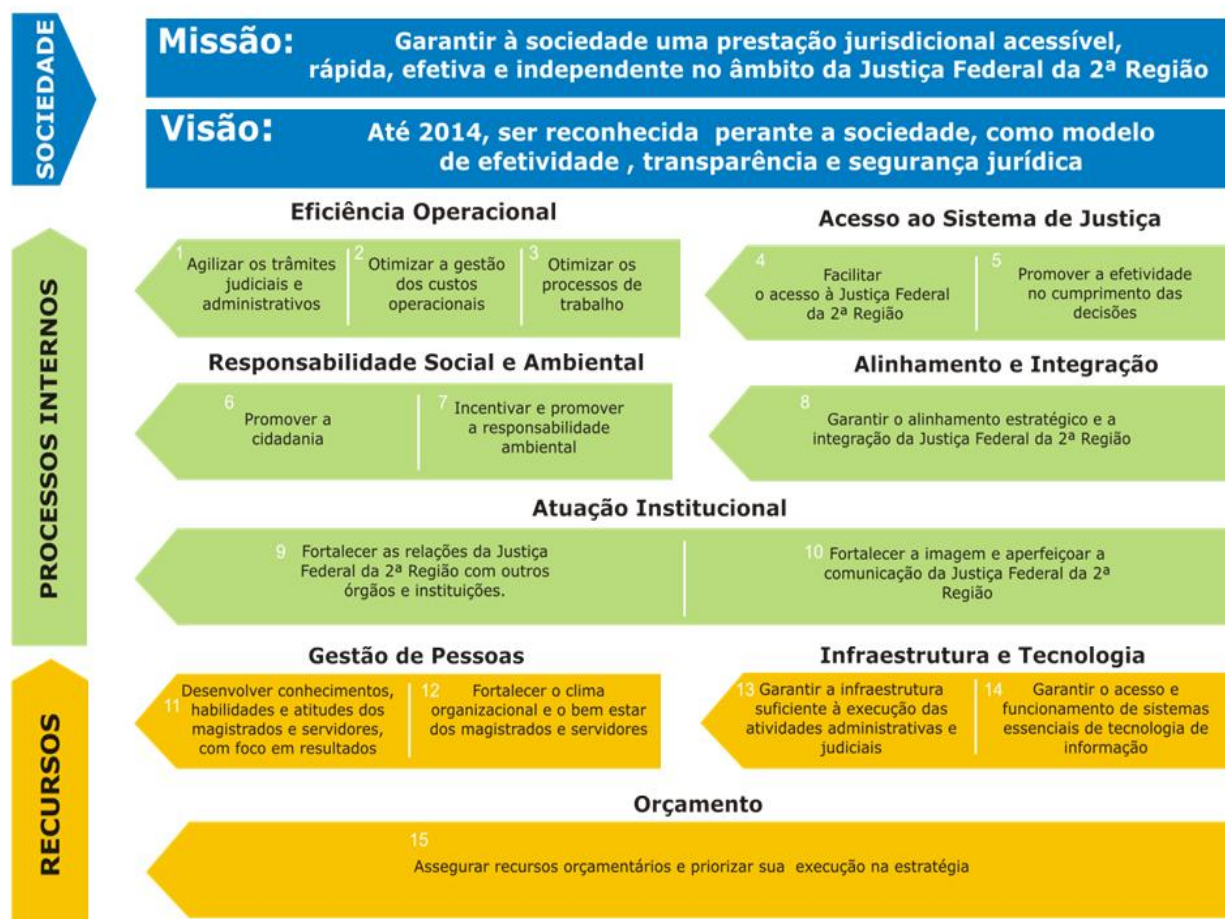 SOCIEDADE
Missão: Garantir à sociedade uma prestação jurisdicional acessível,
rápida, efetiva e independente no âmbito da Justiça Federal da 2ª Região
Visão: Até 2014, ser reconhecida perante a sociedade, como modelo
de efetividade , transparência e segurança jurídica
PROCESSOS INTERNOS
Eficiência Operacional
1 Agilizar os trâmites
judiciais e
administrativos
2 Otimizar a gestão
dos custos
operacionais
3 Otimizar os
processos de
trabalho
Acesso ao Sistema de Justiça
4 Facilitar
o acesso à Justiça Federal
da 2ª Região
5 Promover a efetividade
no cumprimento das
decisões
Responsabilidade Social e Ambiental
6 Promover a
cidadania
7 Incentivar e promover
a responsabilidade
ambiental
Alinhamento e Integração
8 Garantir o alinhamento estratégico e a
integração da Justiça Federal da 2ª Região
Atuação Institucional
9 Fortalecer as relações da Justiça
Federal da 2ª Região com outros
órgãos e instituições.
10 Fortalecer a imagem e aperfeiçoar a
comunicação da Justiça Federal da 2ª
Região
RECURSOS
Gestão de Pessoas
11 Desenvolver conhecimentos,
habilidades e atitudes dos
magistrados e servidores,
com foco em resultados
12 Fortalecer o clima
organizacional e o bem estar
dos magistrados e servidores
Infraestrutura e Tecnologia
13 Garantir a infraestrutura
suficiente à execução das
atividades administrativas e
judiciais
14 Garantir o acesso e
funcionamento de sistemas
essenciais de tecnologia de
informação
Orçamento
15
Assegurar recursos orçamentários e priorizar sua execução na estratégia